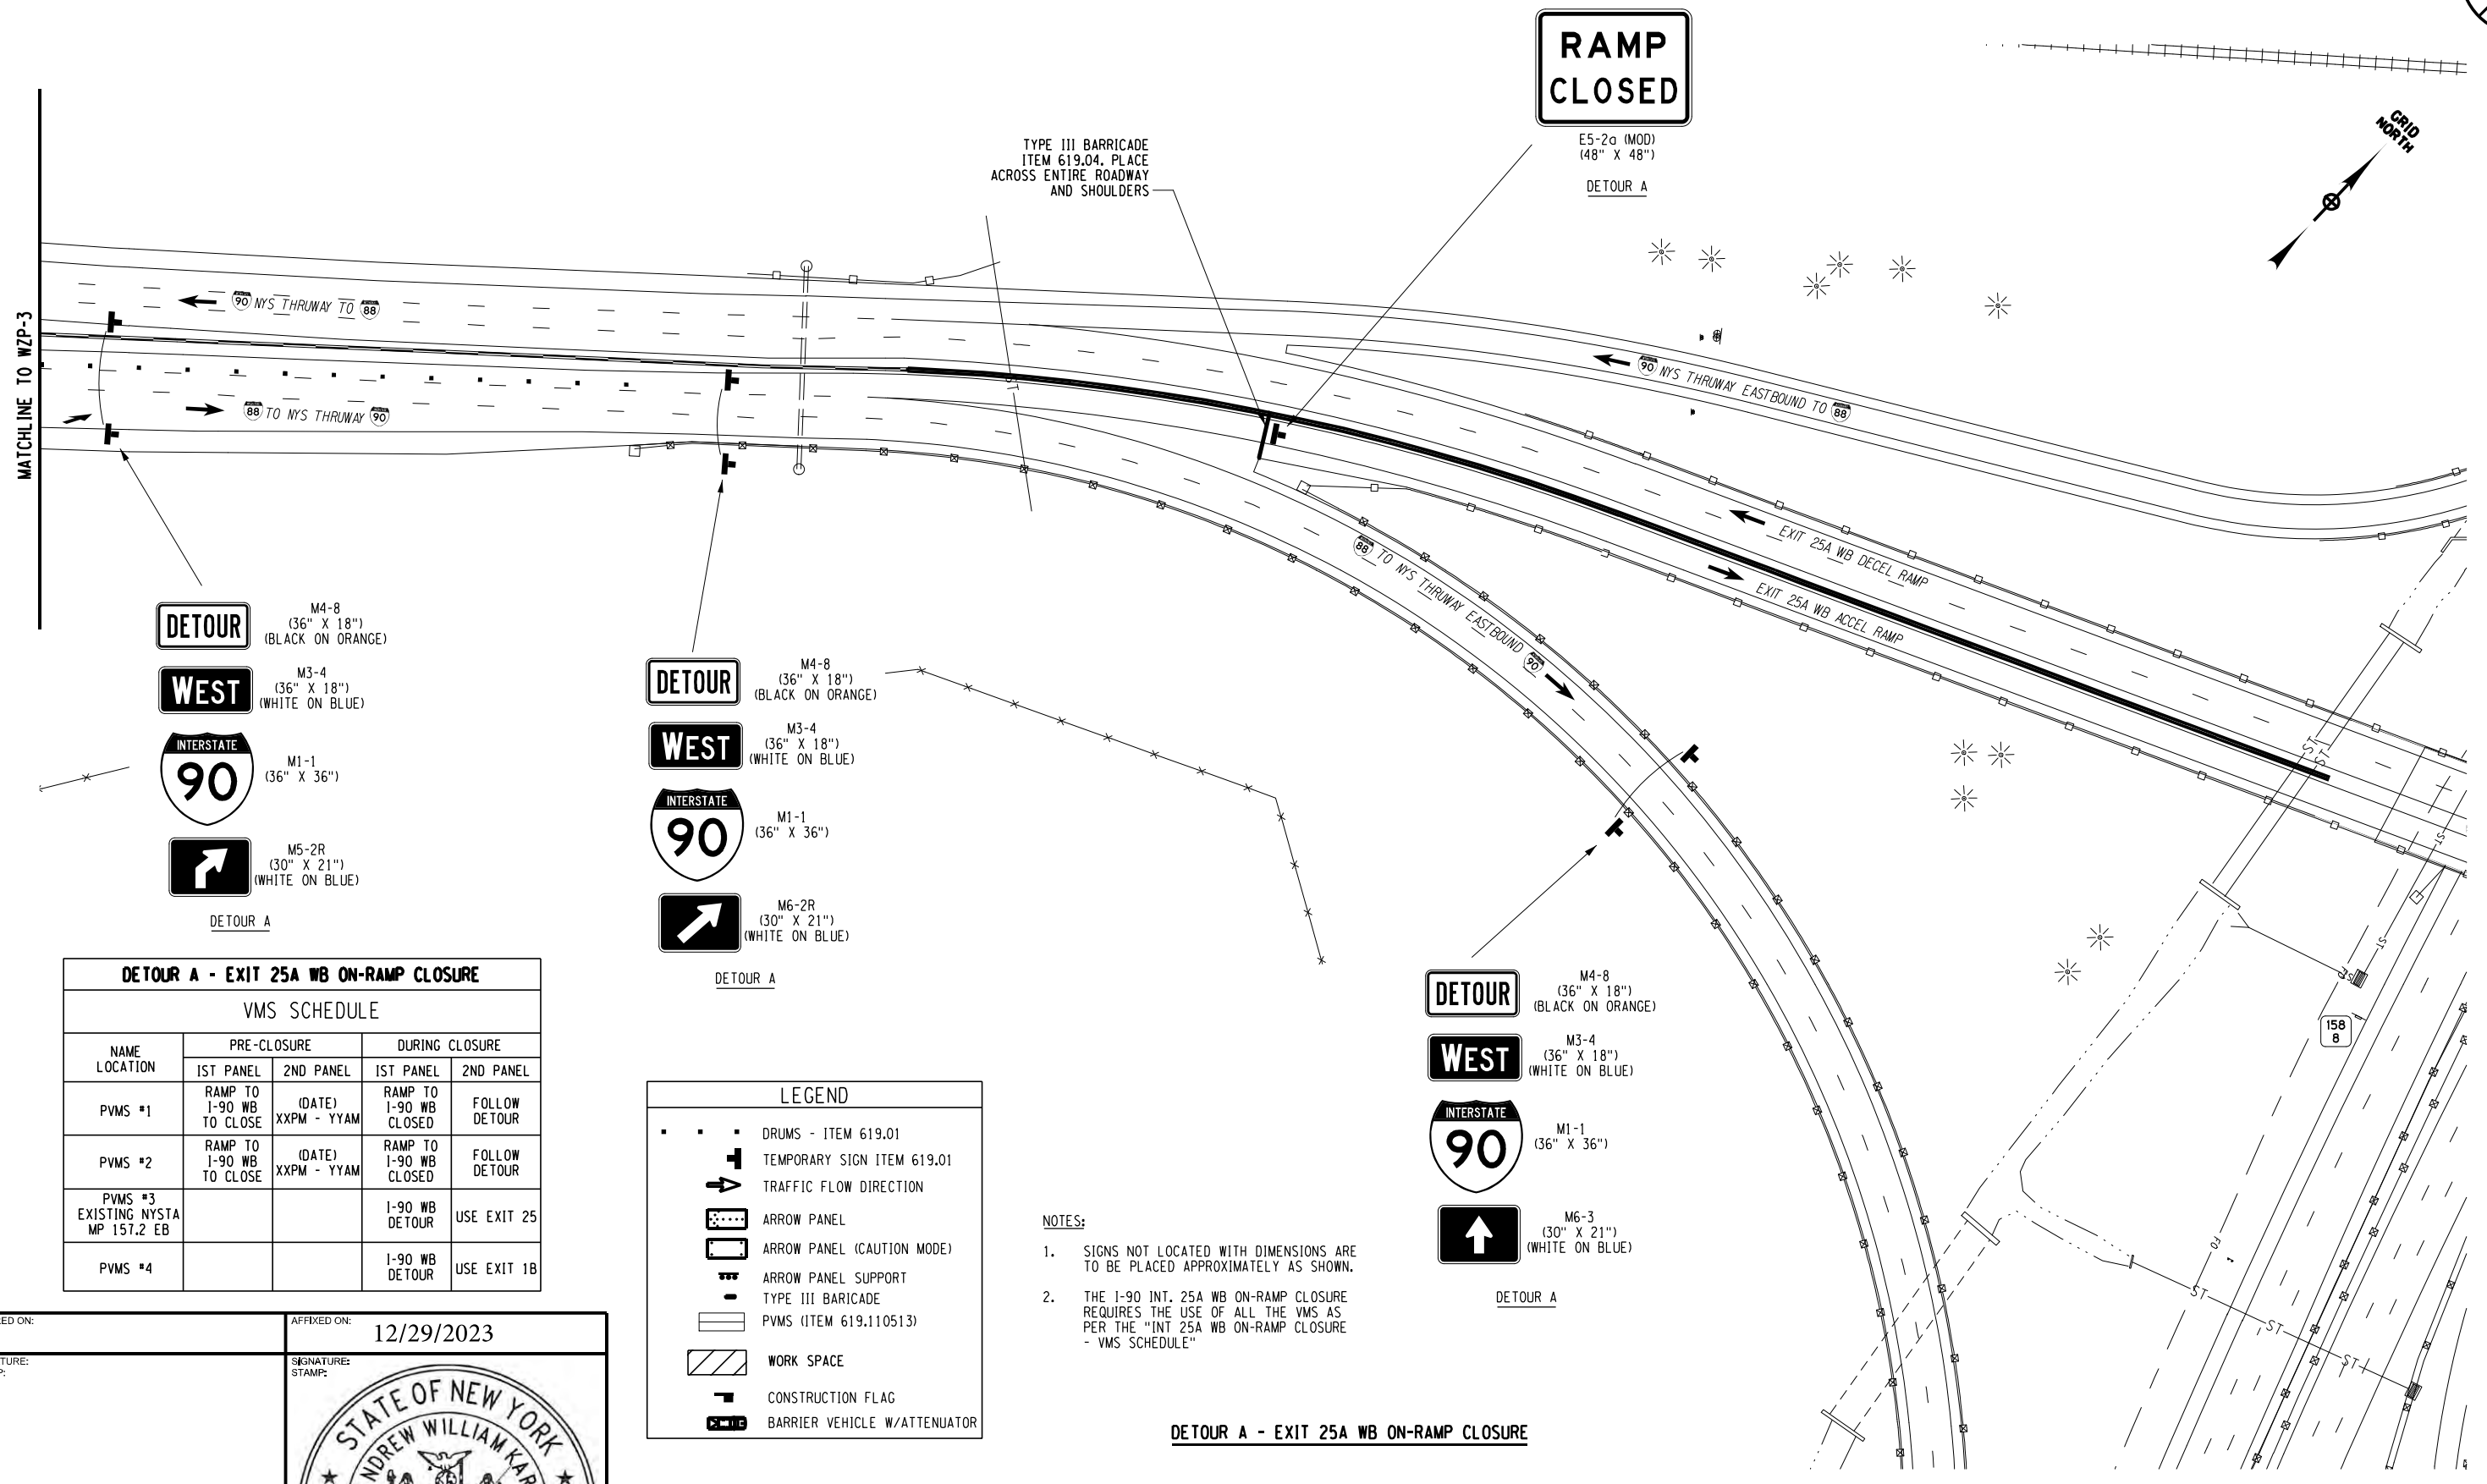 RAMP
CLOSED
E5-2a (MOD)
(48" X 48")
DETOUR A
GRID
NORTH
TYPE III BARRICADE
ITEM 619.04. PLACE
ACROSS ENTIRE ROADWAY
AND SHOULDERS
MATCHLINE TO WZP-3
90 NYS THRUWAY TO 88
88 TO NYS THRUWAY 90
ST
90 NYS THRUWAY EASTBOUND TO 88
EXIT 25A WB DECEL RAMP
EXIT 25A WB ACCEL RAMP
88 TO NYS THRUWAY EASTBOUND 90
DETOUR
M4-8
(36" X 18")
(BLACK ON ORANGE)
WEST
M3-4
(36" X 18")
(WHITE ON BLUE)
INTERSTATE
90
M1-1
(36" X 36")
M5-2R
(30" X 21")
(WHITE ON BLUE)
DETOUR A
DETOUR
M4-8
(36" X 18")
(BLACK ON ORANGE)
WEST
M3-4
(36" X 18")
(WHITE ON BLUE)
INTERSTATE
90
M1-1
(36" X 36")
M6-2R
(30" X 21")
(WHITE ON BLUE)
DETOUR A
DETOUR
M4-8
(36" X 18")
(BLACK ON ORANGE)
WEST
M3-4
(36" X 18")
(WHITE ON BLUE)
INTERSTATE
90
M1-1
(36" X 36")
M6-3
(30" X 21")
(WHITE ON BLUE)
DETOUR A
ST
ST
ST
ST
ST
158
8
FO
ST
ST
ST
DETOUR A - EXIT 25A WB ON-RAMP CLOSURE
VMS SCHEDULE
NAME LOCATION PRE-CLOSURE DURING CLOSURE
1ST PANEL 2ND PANEL 1ST PANEL 2ND PANEL
PVMS #1 RAMP TO I-90 WB TO CLOSE (DATE) XXPM - YYAM RAMP TO I-90 WB CLOSED FOLLOW DETOUR
PVMS #2 RAMP TO I-90 WB TO CLOSE (DATE) XXPM - YYAM RAMP TO I-90 WB CLOSED FOLLOW DETOUR
PVMS #3 EXISTING NYSTA MP 157.2 EB I-90 WB DETOUR USE EXIT 25
PVMS #4 I-90 WB DETOUR USE EXIT 1B
LEGEND
DRUMS - ITEM 619.01
TEMPORARY SIGN ITEM 619.01
TRAFFIC FLOW DIRECTION
ARROW PANEL
ARROW PANEL (CAUTION MODE)
ARROW PANEL SUPPORT
TYPE III BARICADE
PVMS (ITEM 619.110513)
WORK SPACE
CONSTRUCTION FLAG
BARRIER VEHICLE W/ATTENUATOR
NOTES:
1. SIGNS NOT LOCATED WITH DIMENSIONS ARE
TO BE PLACED APPROXIMATELY AS SHOWN.
2. THE I-90 INT. 25A WB ON-RAMP CLOSURE
REQUIRES THE USE OF ALL THE VMS AS
PER THE "INT 25A WB ON-RAMP CLOSURE
- VMS SCHEDULE"
DETOUR A - EXIT 25A WB ON-RAMP CLOSURE
ED ON:
AFFIXED ON:
12/29/2023
TURE:
P:
SIGNATURE:
STAMP:
STATE OF NEW YORK
NDREW WILLIAM KAR